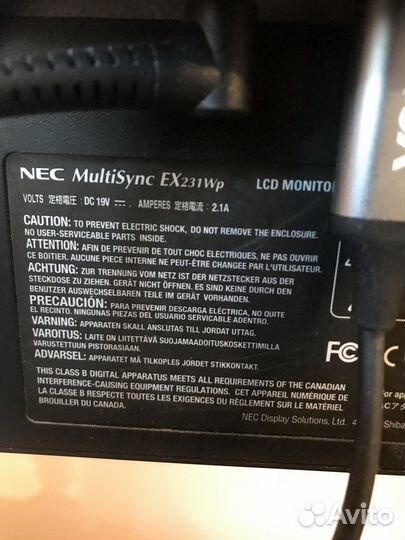 NEC MultiSync EX231Wp LCD MONITO
VOLTS 定格電圧: DC 19V ⎓. AMPERES 定格電流: 2.1A
CAUTION: TO PREVENT ELECTRIC SHOCK, DO NOT REMOVE THE ENCLOSURE.
NO USER-SERVICEABLE PARTS INSIDE.
ATTENTION: AFIN DE PREVENIR DE TOUT CHOC ELECTRIQUES, NE PAS OUVRIR
CE BOITIER. AUCUNE PIECE INTERNE NE PEUT-ÊTRE CHANGEE PAR L'UTILISATEUR.
ACHTUNG: ZUR TRENNUNG VOM NETZ IST DER NETZSTECKER AUS DER
STECKDOSE ZU ZIEHEN. GERÄT NICHT ÖFFNEN. ES SIND KEINE DURCH DEN
BENUTZER AUSWECHSELBAREN TEILE IM GERÄT VORHANDEN.
PRECAUCIÓN: PARA PREVENIR DESCARGA ELÉCTRICA, NO QUITE
EL RECINTO. NINGUNAS PIEZAS DEL USUARIO SERVICABLE ADENTRO.
VARNING: APPARATEN SKALL ANSLUTAS TILL JORDAT UTTAG.
VAROITUS: LAITE ON LIITETTÄVÄ SUOJAMAADOITUSKOSKETTIMILLA
VARUSTETTUUN PISTORASIAAN.
ADVARSEL: APPARATET MÅ TILKOPLES JORDET STIKKONTAKT.
FC C
THIS CLASS B DIGITAL APPARATUS MEETS ALL REQUIREMENTS OF THE CANADIAN
INTERFERENCE-CAUSING EQUIPMENT REGULATIONS. CET APPAREIL NUMÉRIQUE DE
LA CLASSE B RESPECTE TOUTES LES EXIGENCES DU RÈGLEMENT SUR LE MATÉRIEL
BROUILLER DU CANADA.
NEC Display Solutions, Ltd. 4 Shiba
Avito